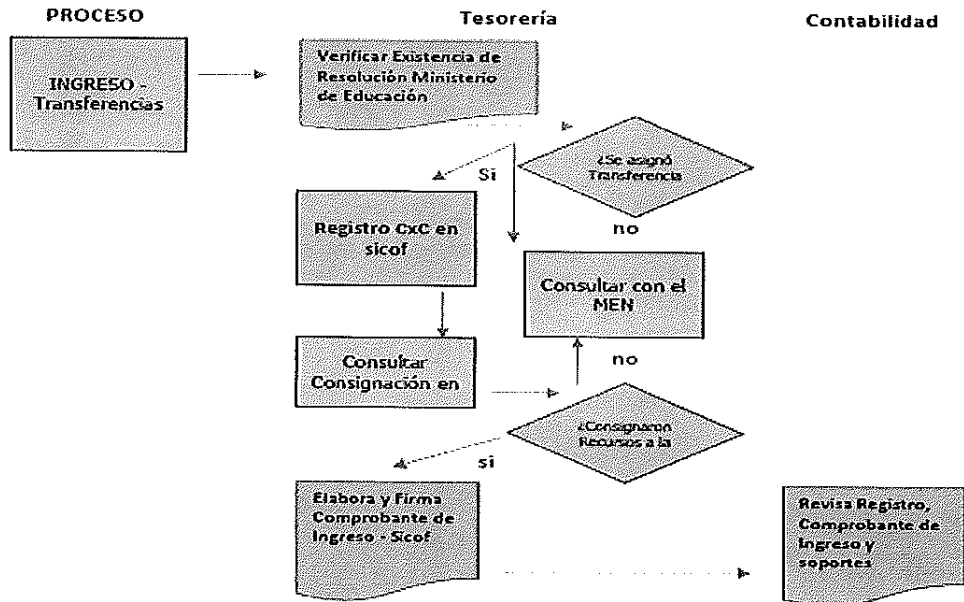 PROCESO
Tesorería
Contabilidad
INGRESO -
Transferencias
Verificar Existencia de
Resolución Ministerio
de Educación
¿Se asignó
Transferencia
Si
no
Registro CxC en
sicof
Consultar con el
MEN
Consultar
Consignación en
no
¿Consignaron
Recursos a la
si
Elabora y Firma
Comprobante de
Ingreso - Sicof
Revisa Registro,
Comprobante de
Ingreso y
soportes